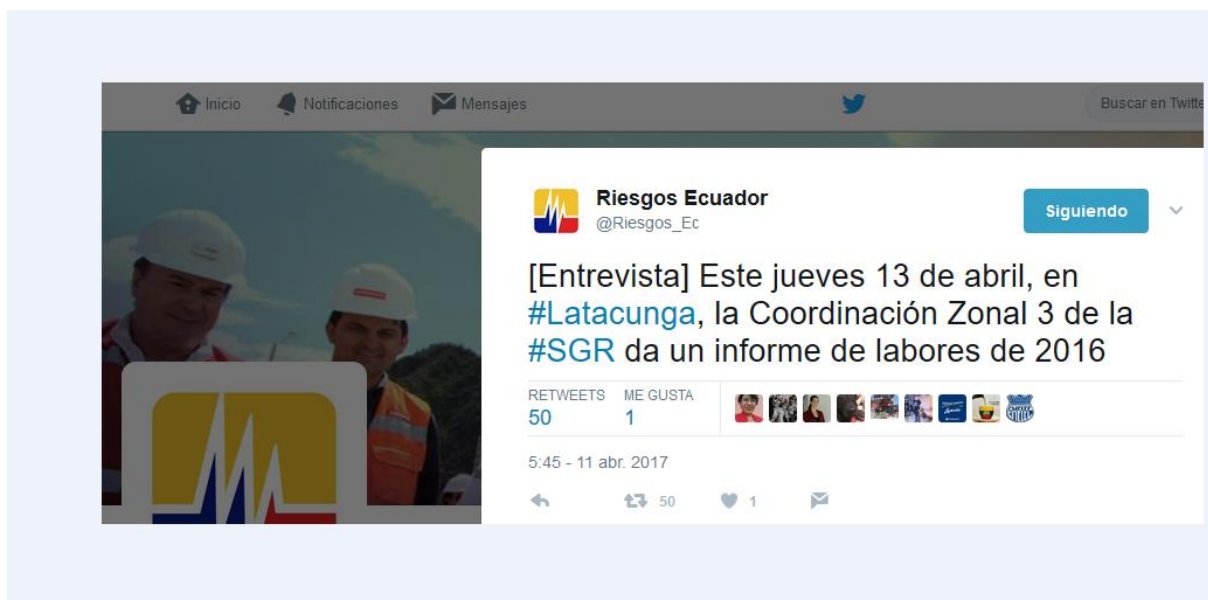 Inicio Notificaciones Mensajes Buscar en Twitte
Riesgos Ecuador
@Riesgos_Ec
Siguiendo
[Entrevista] Este jueves 13 de abril, en
#Latacunga, la Coordinación Zonal 3 de la
#SGR da un informe de labores de 2016
RETWEETS ME GUSTA
50 1
5:45 - 11 abr. 2017
50 1